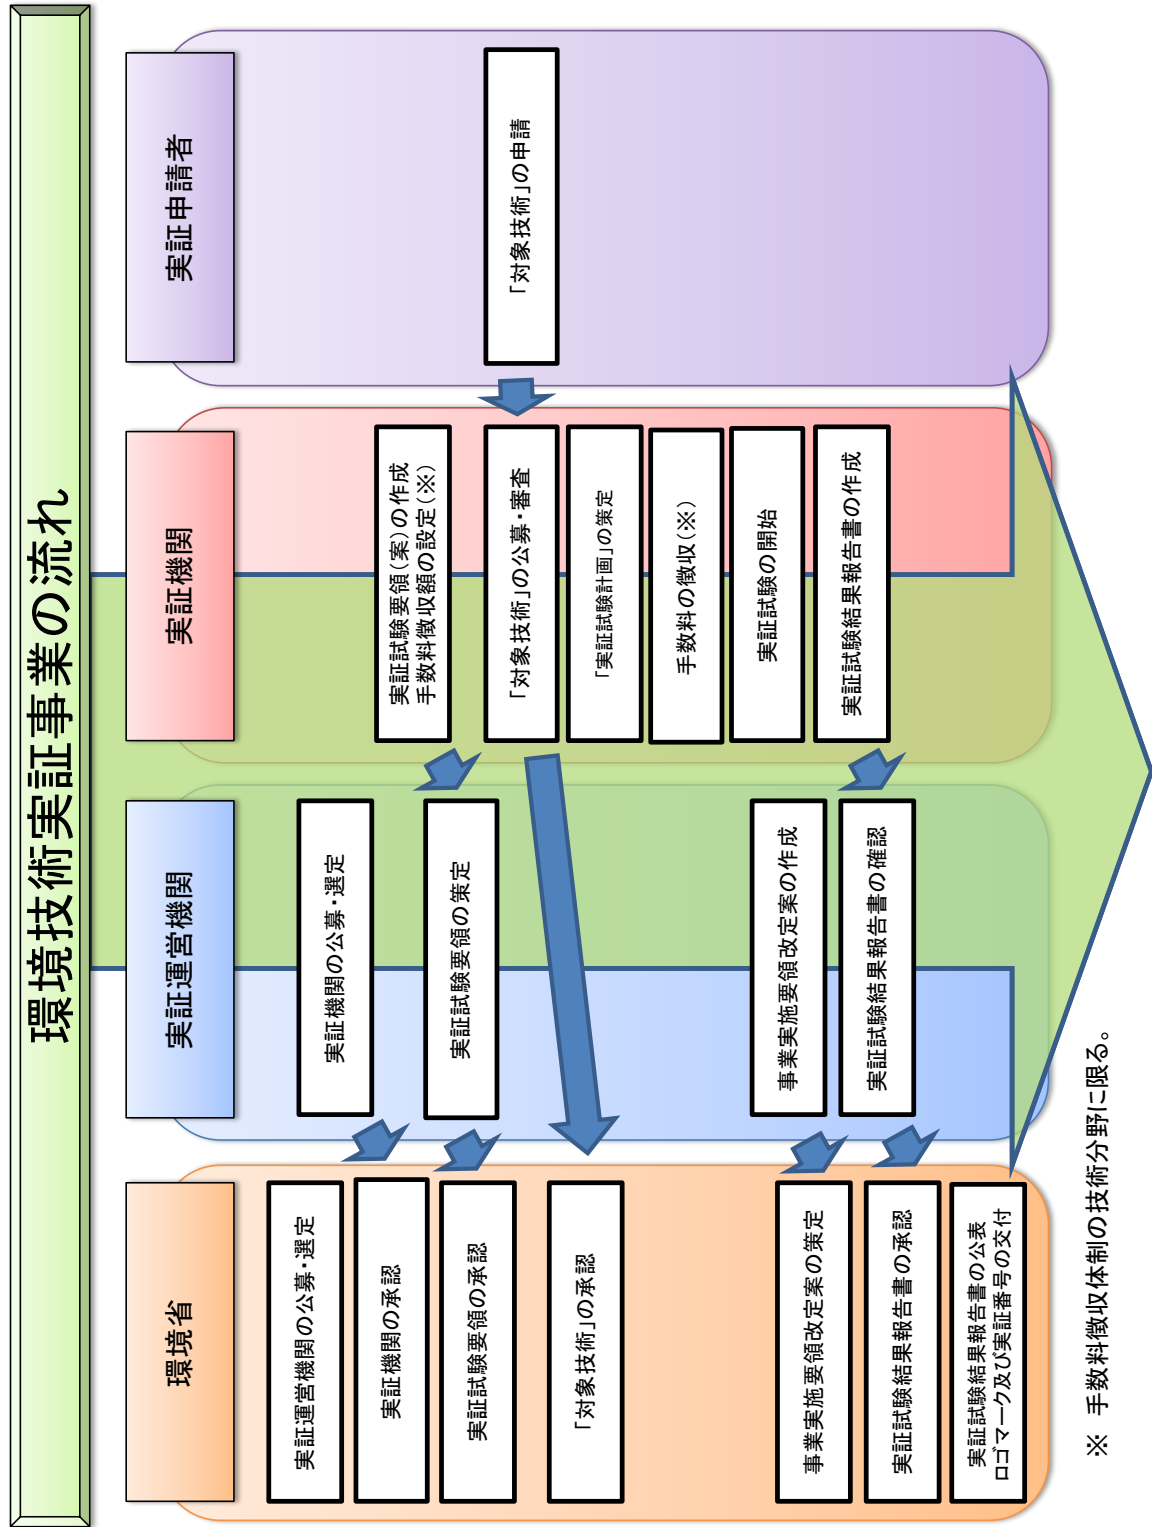 環境技術実証事業の流れ
環境省
実証運営機関の公募・選定
実証機関の承認
実証試験要領の承認
「対象技術」の承認
事業実施要領改定案の策定
実証試験結果報告書の承認
実証試験結果報告書の公表
ロゴマーク及び実証番号の交付
実証運営機関
実証機関の公募・選定
実証試験要領の策定
事業実施要領改定案の作成
実証試験結果報告書の確認
実証機関
実証試験要領(案)の作成
手数料徴収額の設定(※)
「対象技術」の公募・審査
「実証試験計画」の策定
手数料の徴収(※)
実証試験の開始
実証試験結果報告書の作成
実証申請者
「対象技術」の申請
※ 手数料徴収体制の技術分野に限る。